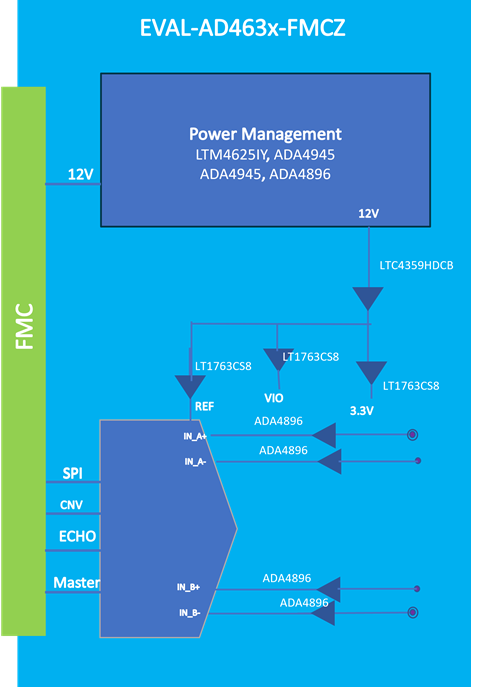 EVAL-AD463x-FMCZ
Power Management
LTM4625IY, ADA4945
ADA4945, ADA4896
12V
12V
LTC4359HDCB
FMC
LT1763CS8
LT1763CS8
LT1763CS8
REF
VIO
3.3V
IN_A+
ADA4896
IN_A-
ADA4896
SPI
CNV
ECHO
Master
IN_B+
ADA4896
IN_B-
ADA4896